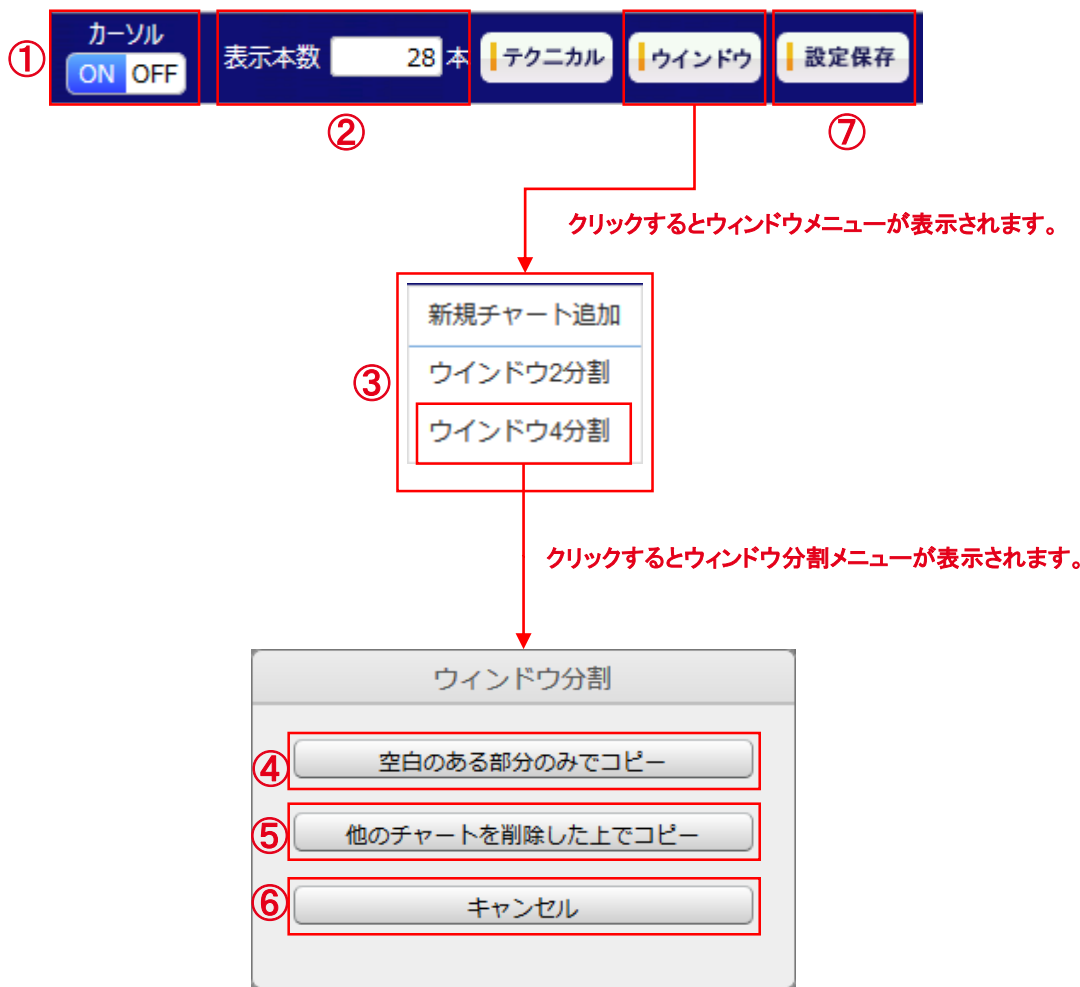 カーソル
① ON OFF 表示本数 28 本 テクニカル ウインドウ 設定保存
② ⑦
クリックするとウィンドウメニューが表示されます。
新規チャート追加
③ ウインドウ2分割
ウインドウ4分割
クリックするとウィンドウ分割メニューが表示されます。
ウィンドウ分割
④ 空白のある部分のみでコピー
⑤ 他のチャートを削除した上でコピー
⑥ キャンセル